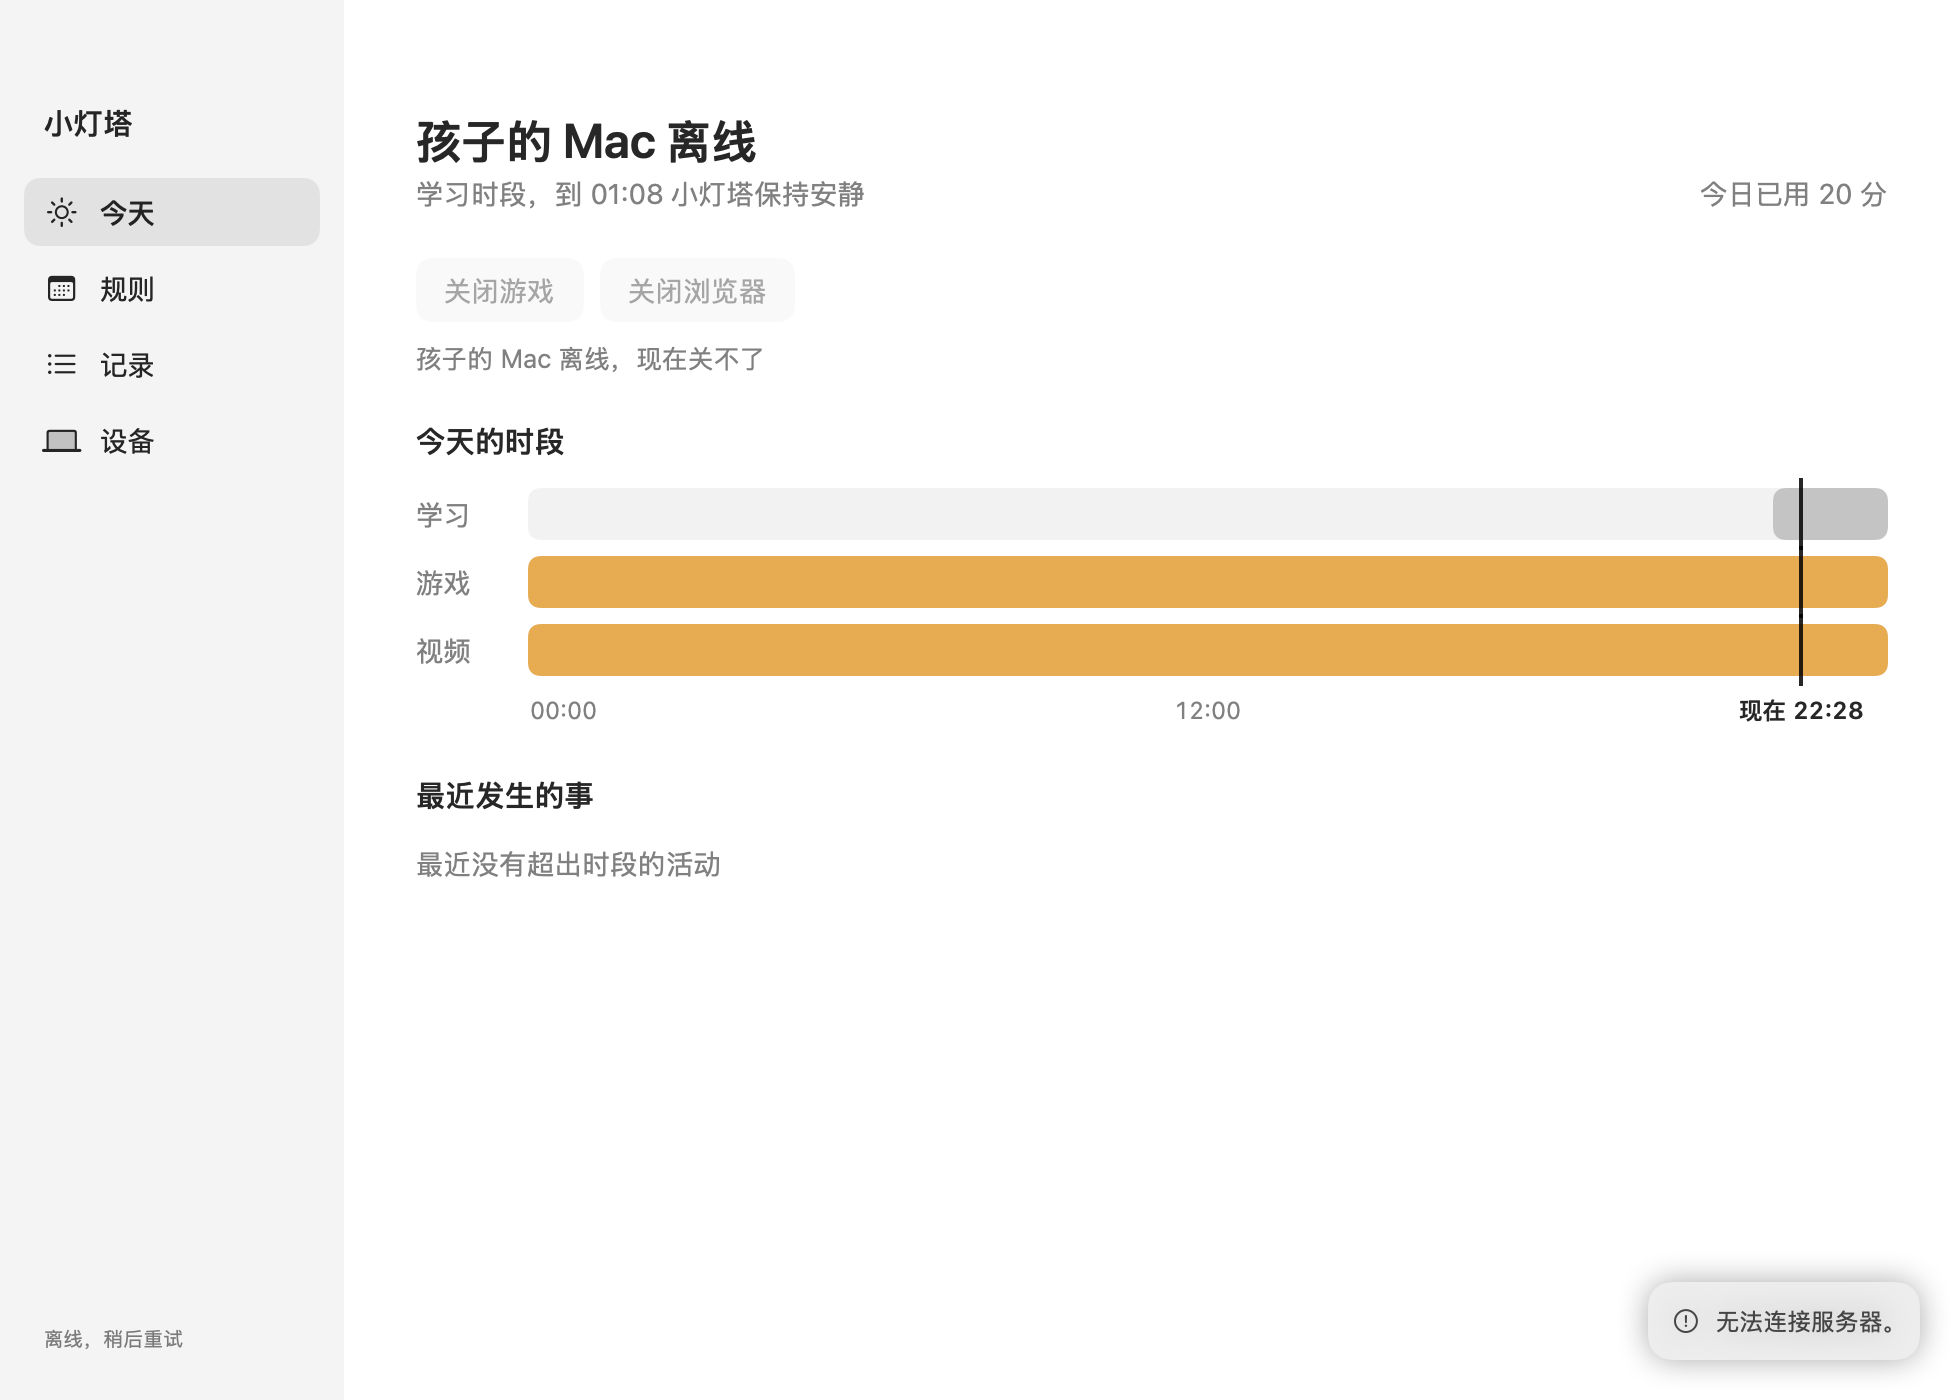 小灯塔
今天
规则
记录
设备
离线，稍后重试
孩子的 Mac 离线
学习时段，到 01:08 小灯塔保持安静
今日已用 20 分
关闭游戏
关闭浏览器
孩子的 Mac 离线，现在关不了
今天的时段
学习
游戏
视频
00:00
12:00
现在 22:28
最近发生的事
最近没有超出时段的活动
无法连接服务器。